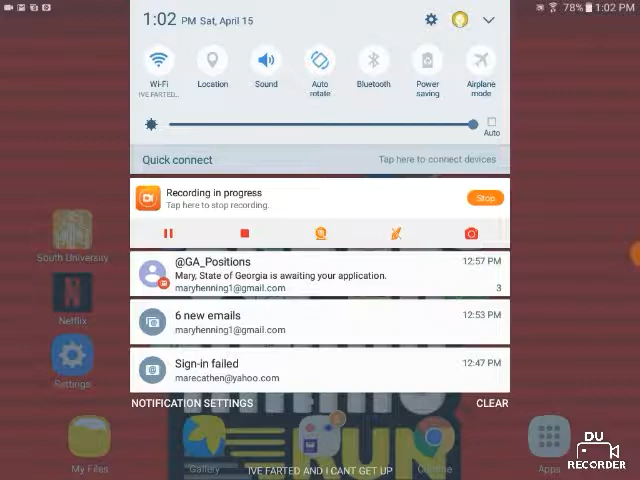 78% 1:02 PM
1:02 PM Sat, April 15
Wi-Fi
IVE FARTED..
Location
Sound
Auto
rotate
Bluetooth
Power
saving
Airplane
mode
Auto
Quick connect
Tap here to connect devices
Recording in progress
Tap here to stop recording.
Stop
@GA_Positions
12:57 PM
Mary, State of Georgia is awaiting your application.
maryhenning1@gmail.com
3
6 new emails
12:53 PM
maryhenning1@gmail.com
Sign-in failed
12:47 PM
marecathen@yahoo.com
NOTIFICATION SETTINGS
CLEAR
South University
Netflix
Settings
My Files
Gallery
IVE FARTED AND I CANT GET UP
Chrome
Apps
RUN
DU
RECORDER